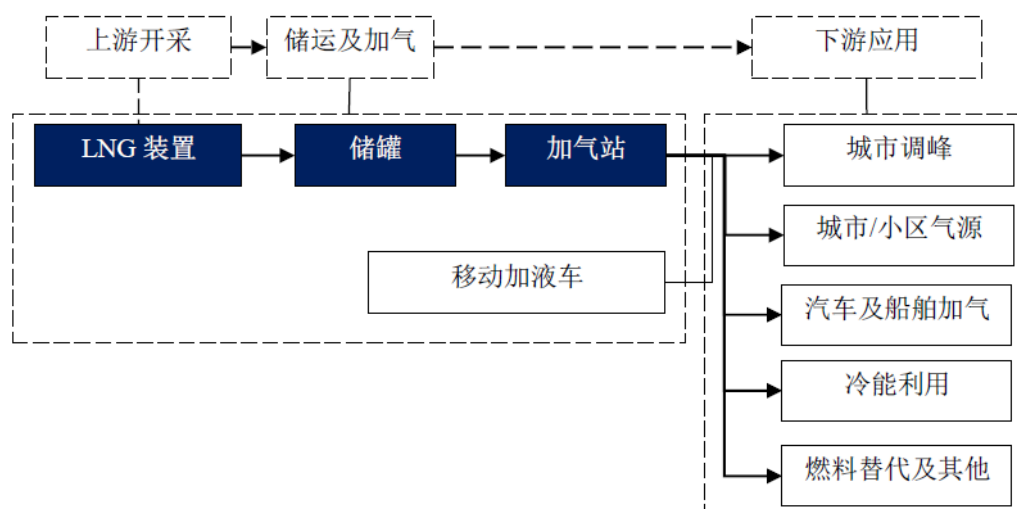 上游开采
储运及加气
下游应用
LNG 装置
储罐
加气站
城市调峰
城市/小区气源
移动加液车
汽车及船舶加气
冷能利用
燃料替代及其他